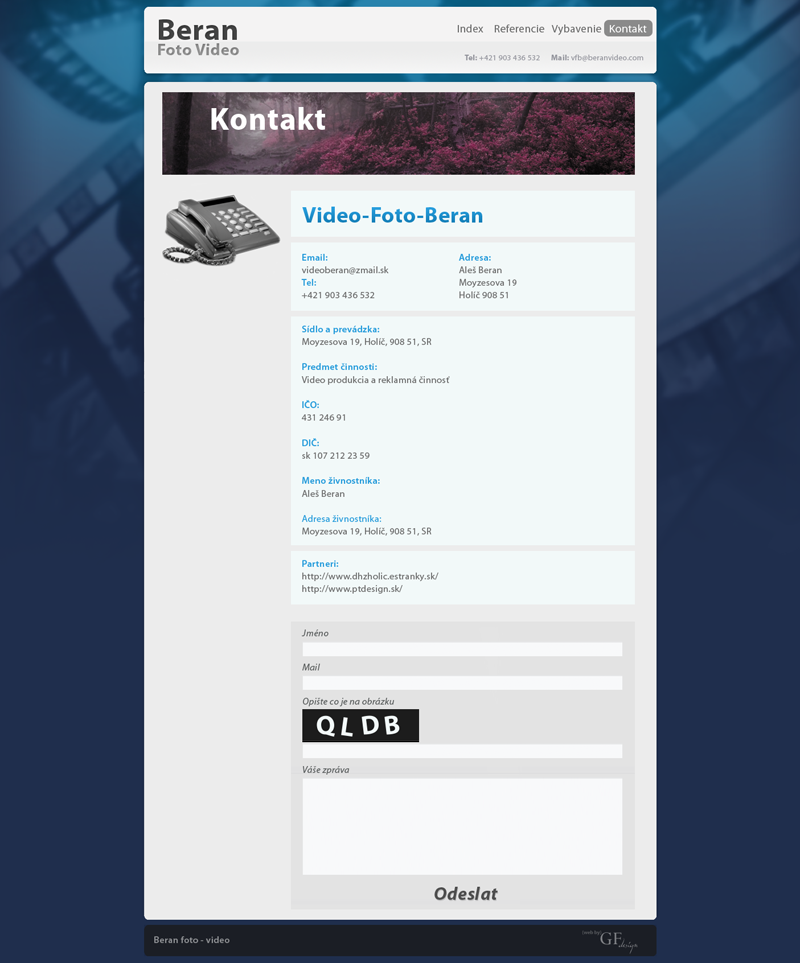 Beran
Foto Video
Index Referencie Vybavenie Kontakt
Tel: +421 903 436 532 Mail: vfb@beranvideo.com
Kontakt
Video-Foto-Beran
Email:
videoberan@zmail.sk
Tel:
+421 903 436 532
Adresa:
Aleš Beran
Moyzesova 19
Holíč 908 51
Sídlo a prevádzka:
Moyzesova 19, Holíč, 908 51, SR
Predmet činnosti:
Video produkcia a reklamná činnosť
IČO:
431 246 91
DIČ:
sk 107 212 23 59
Meno živnostníka:
Aleš Beran
Adresa živnostníka:
Moyzesova 19, Holíč, 908 51, SR
Partneri:
http://www.dhzholic.estranky.sk/
http://www.ptdesign.sk/
Jméno
Mail
Opište co je na obrázku
QLDB
Váše zpráva
Odeslat
Beran foto - video
(web by)
GF design